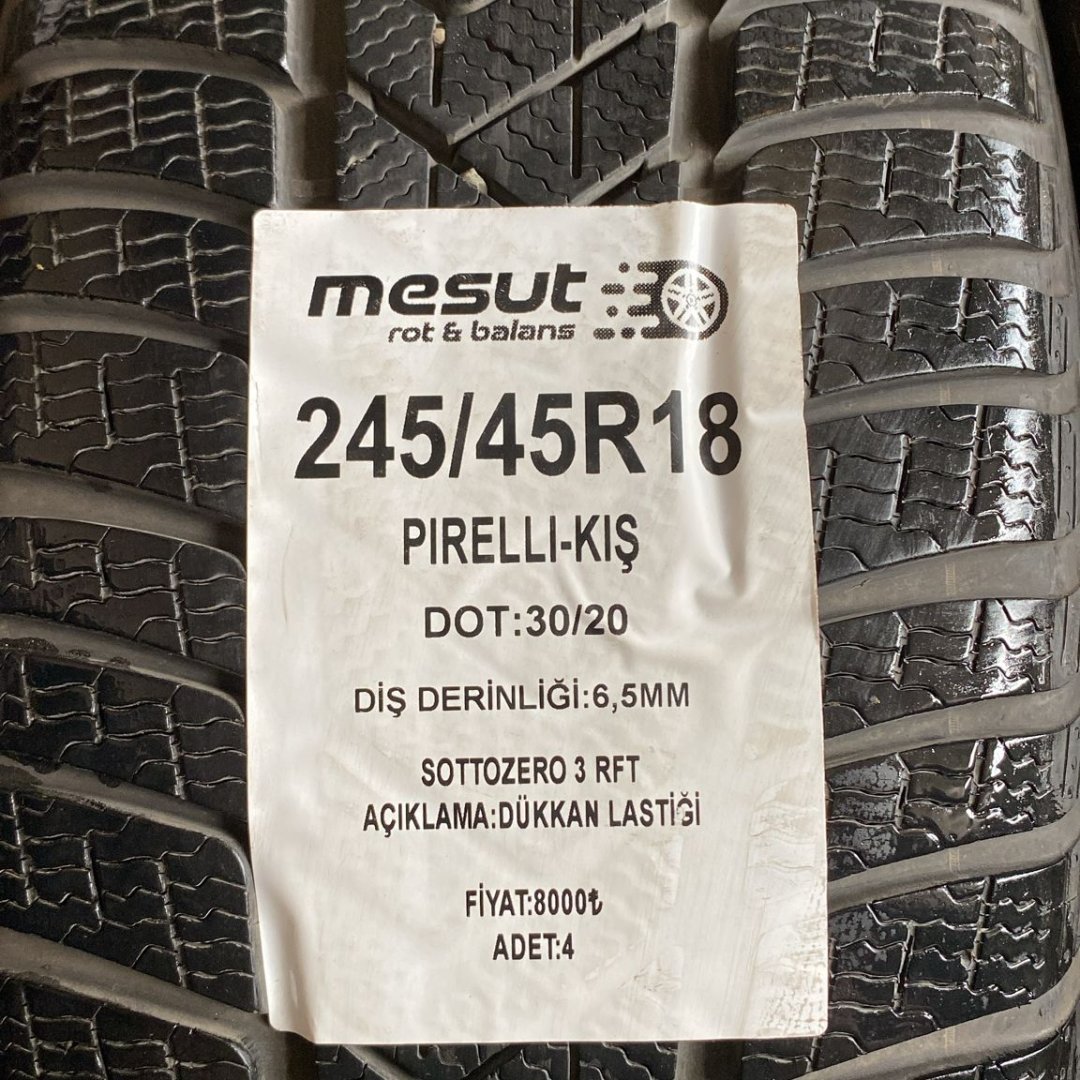 mesut
rot & balans
245/45R18
PIRELLI-KIŞ
DOT:30/20
DİŞ DERİNLİĞİ:6,5MM
SOTTOZERO 3 RFT
AÇIKLAMA:DÜKKAN LASTİĞİ
FİYAT:8000₺
ADET:4